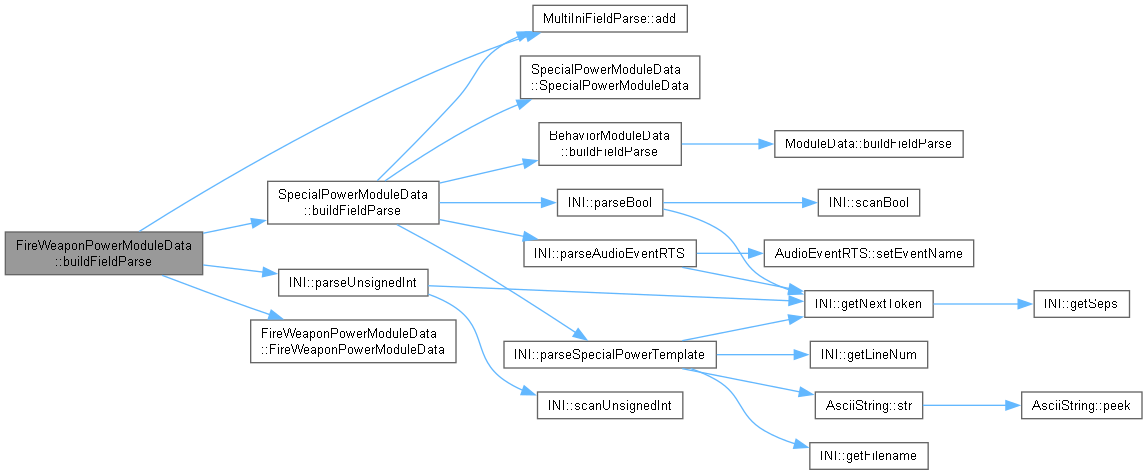 MultiIniFieldParse::add
SpecialPowerModuleData
::SpecialPowerModuleData
BehaviorModuleData
::buildFieldParse
ModuleData::buildFieldParse
SpecialPowerModuleData
::buildFieldParse
INI::parseBool
INI::scanBool
FireWeaponPowerModuleData
::buildFieldParse
INI::parseAudioEventRTS
AudioEventRTS::setEventName
INI::parseUnsignedInt
INI::getNextToken
INI::getSeps
FireWeaponPowerModuleData
::FireWeaponPowerModuleData
INI::parseSpecialPowerTemplate
INI::getLineNum
INI::scanUnsignedInt
AsciiString::str
AsciiString::peek
INI::getFilename